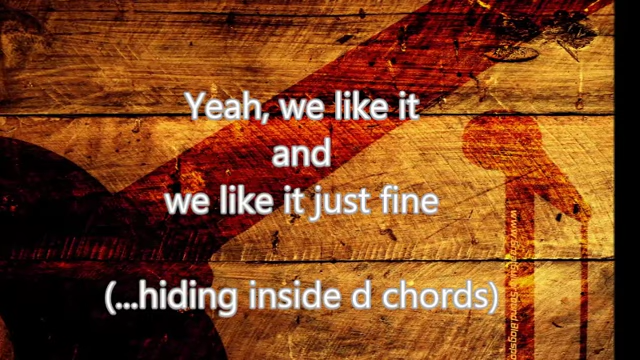 Yeah, we like it
and
we like it just fine
(...hiding inside d chords)